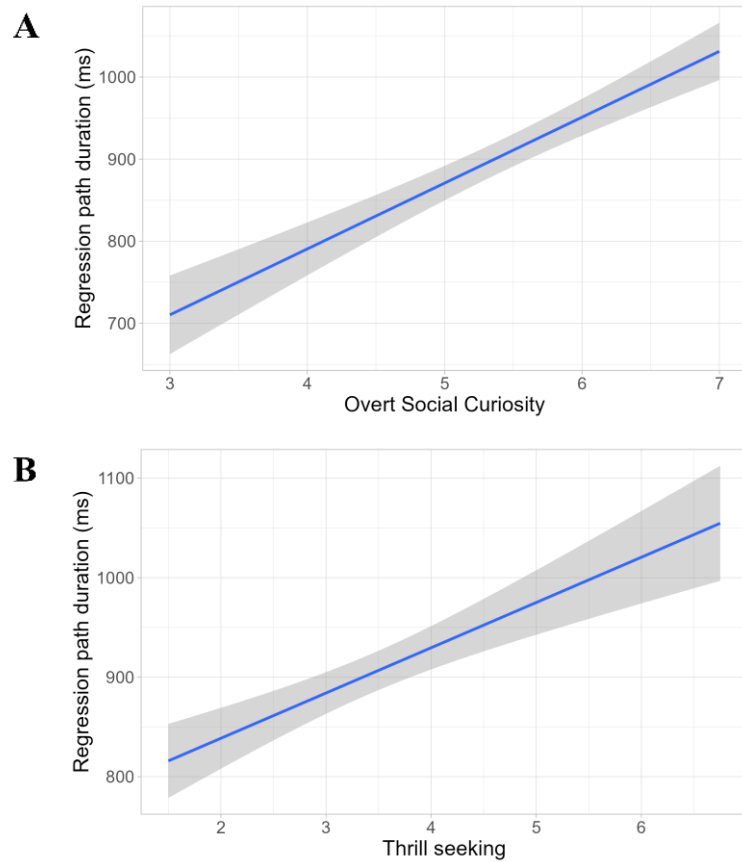 A
Regression path duration (ms)
1000
900
800
700
3 4 5 6 7
Overt Social Curiosity
B
Regression path duration (ms)
1100
1000
900
800
2 3 4 5 6
Thrill seeking